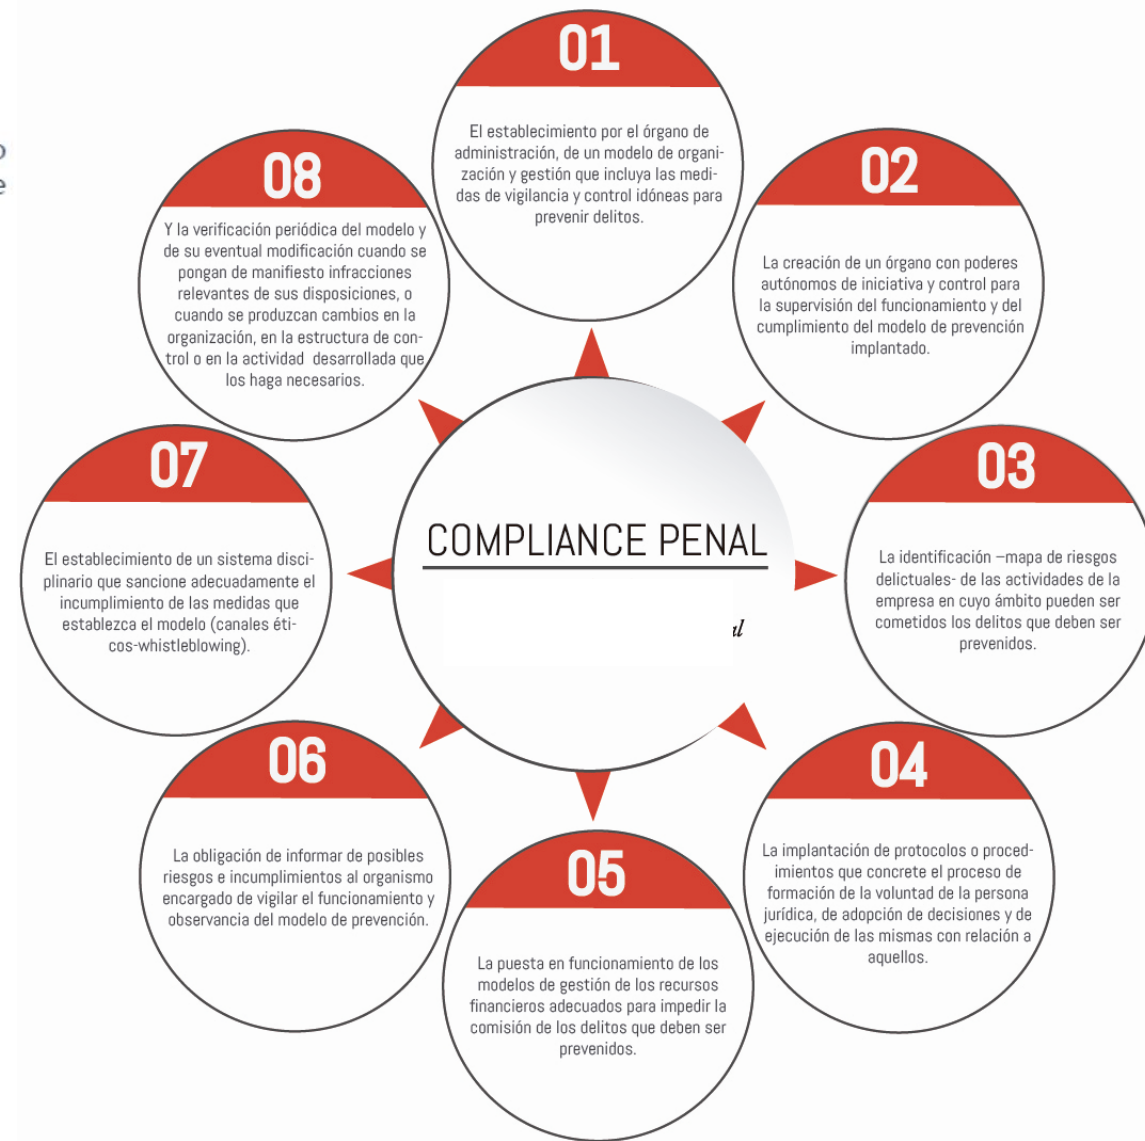 01
El establecimiento por el órgano de
administración, de un modelo de organi-
zación y gestión que incluya las medi-
das de vigilancia y control idóneas para
prevenir delitos.
02
La creación de un órgano con poderes
autónomos de iniciativa y control para
la supervisión del funcionamiento y del
cumplimiento del modelo de prevención
implantado.
03
La identificación –mapa de riesgos
delictuales- de las actividades de la
empresa en cuyo ámbito pueden ser
cometidos los delitos que deben ser
prevenidos.
04
La implantación de protocolos o proced-
imientos que concrete el proceso de
formación de la voluntad de la persona
jurídica, de adopción de decisiones y de
ejecución de las mismas con relación a
aquellos.
05
La puesta en funcionamiento de los
modelos de gestión de los recursos
financieros adecuados para impedir la
comisión de los delitos que deben ser
prevenidos.
06
La obligación de informar de posibles
riesgos e incumplimientos al organismo
encargado de vigilar el funcionamiento y
observancia del modelo de prevención.
07
El establecimiento de un sistema disci-
plinario que sancione adecuadamente el
incumplimiento de las medidas que
establezca el modelo (canales éti-
cos-whistleblowing).
08
Y la verificación periódica del modelo y
de su eventual modificación cuando se
pongan de manifiesto infracciones
relevantes de sus disposiciones, o
cuando se produzcan cambios en la
organización, en la estructura de con-
trol o en la actividad desarrollada que
los haga necesarios.
COMPLIANCE PENAL